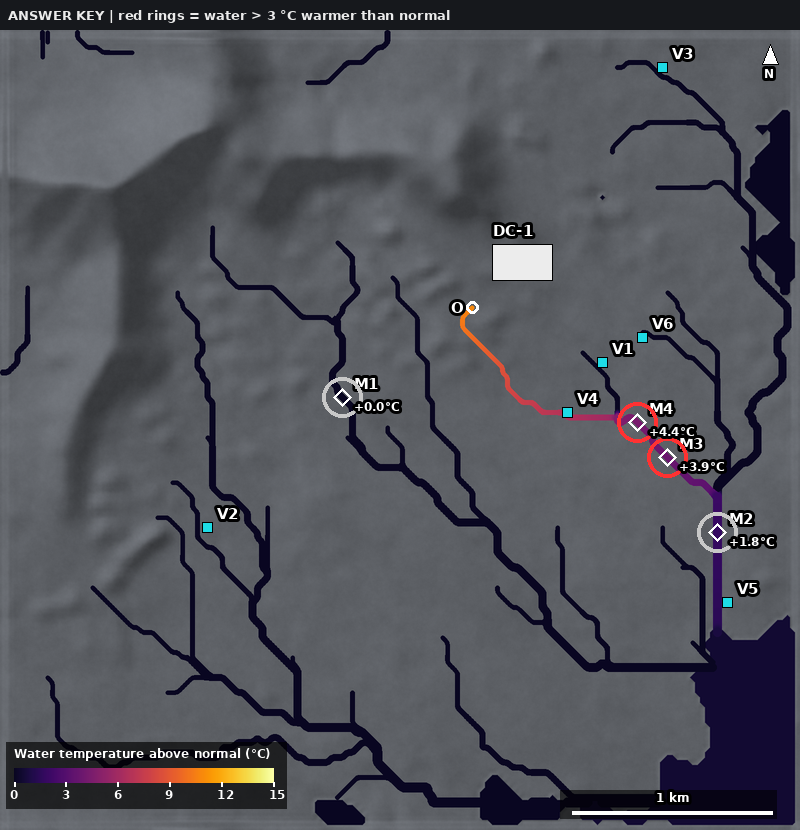 ANSWER KEY | red rings = water > 3 °C warmer than normal
V3
N
DC-1
O
V6
V1
M1
+0.0°C
V4
M4
+4.4°C
M3
+3.9°C
V2
M2
+1.8°C
V5
Water temperature above normal (°C)
0 3 6 9 12 15
1 km